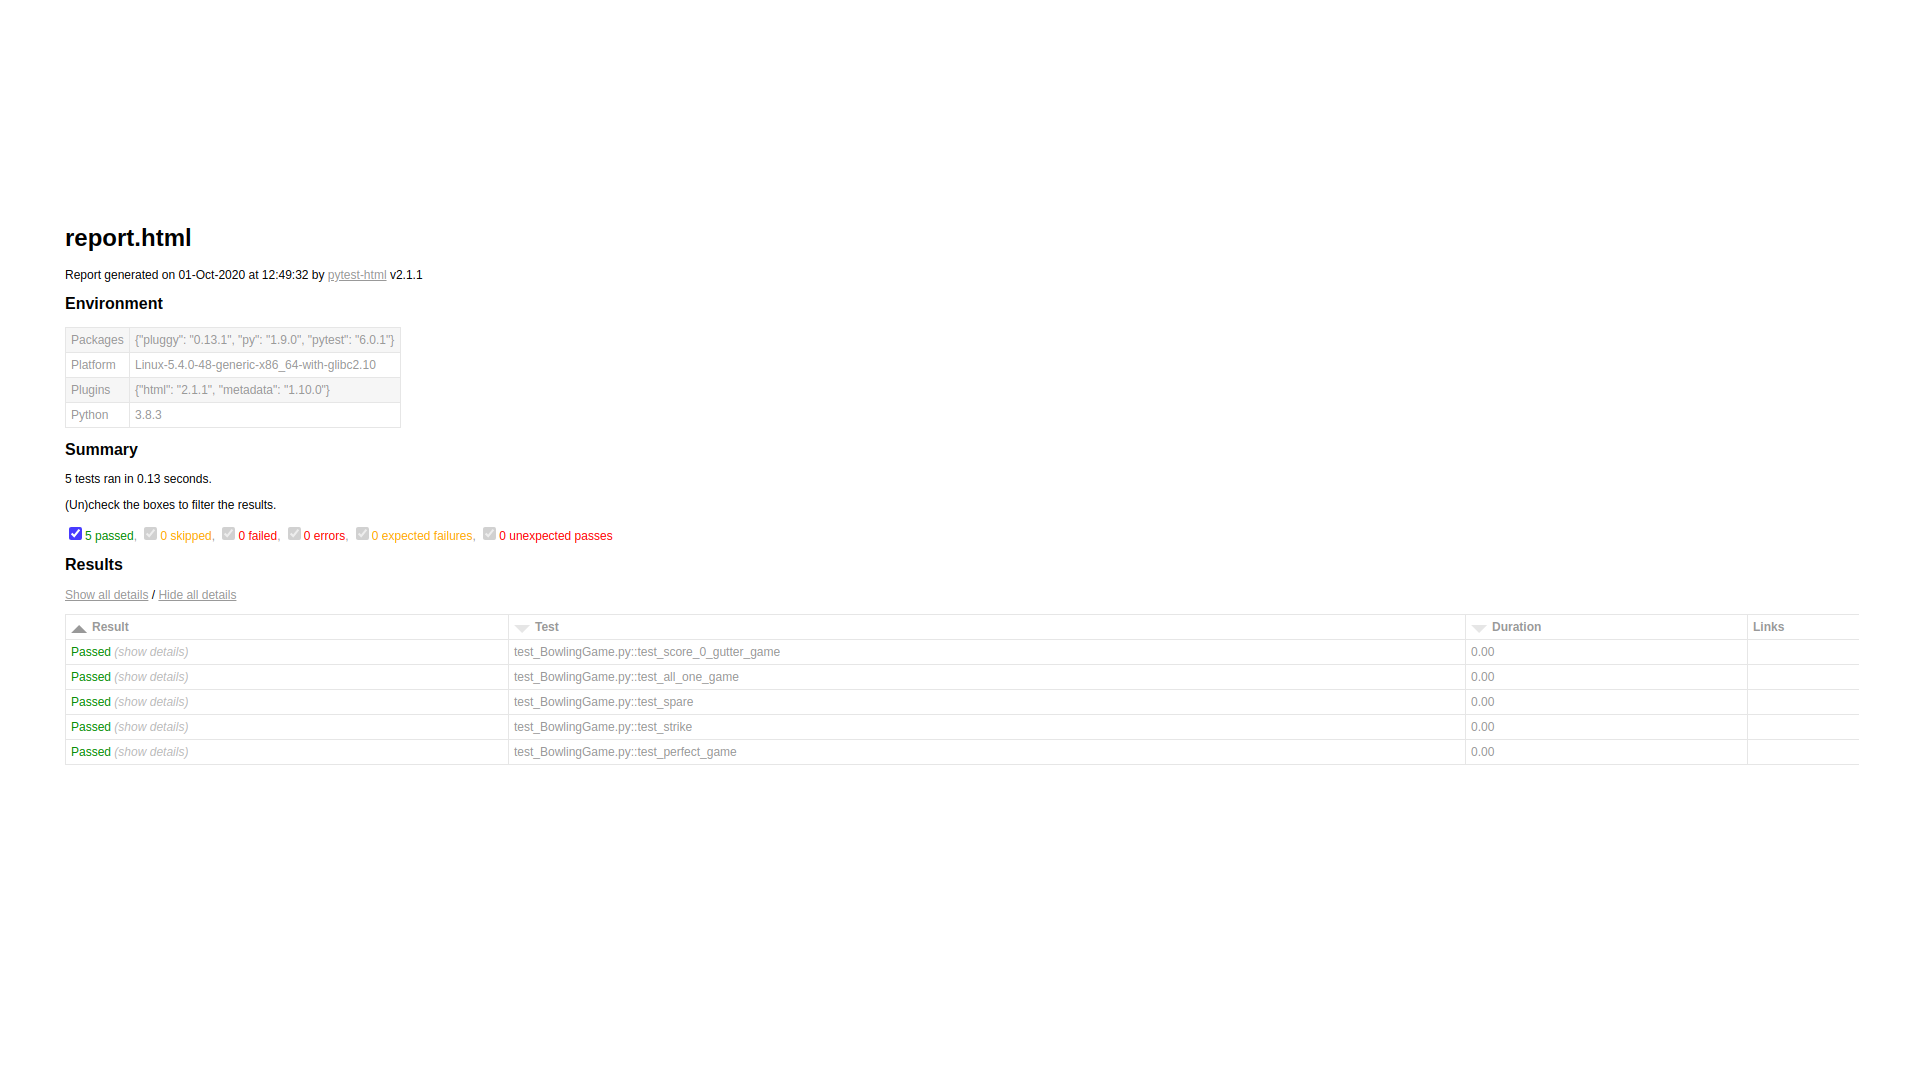 report.html
Report generated on 01-Oct-2020 at 12:49:32 by pytest-html v2.1.1
Environment
Packages {"pluggy": "0.13.1", "py": "1.9.0", "pytest": "6.0.1"}
Platform Linux-5.4.0-48-generic-x86_64-with-glibc2.10
Plugins {"html": "2.1.1", "metadata": "1.10.0"}
Python 3.8.3
Summary
5 tests ran in 0.13 seconds.
(Un)check the boxes to filter the results.
5 passed, 0 skipped, 0 failed, 0 errors, 0 expected failures, 0 unexpected passes
Results
Show all details / Hide all details
Result Test Duration Links
Passed (show details) test_BowlingGame.py::test_score_0_gutter_game 0.00
Passed (show details) test_BowlingGame.py::test_all_one_game 0.00
Passed (show details) test_BowlingGame.py::test_spare 0.00
Passed (show details) test_BowlingGame.py::test_strike 0.00
Passed (show details) test_BowlingGame.py::test_perfect_game 0.00